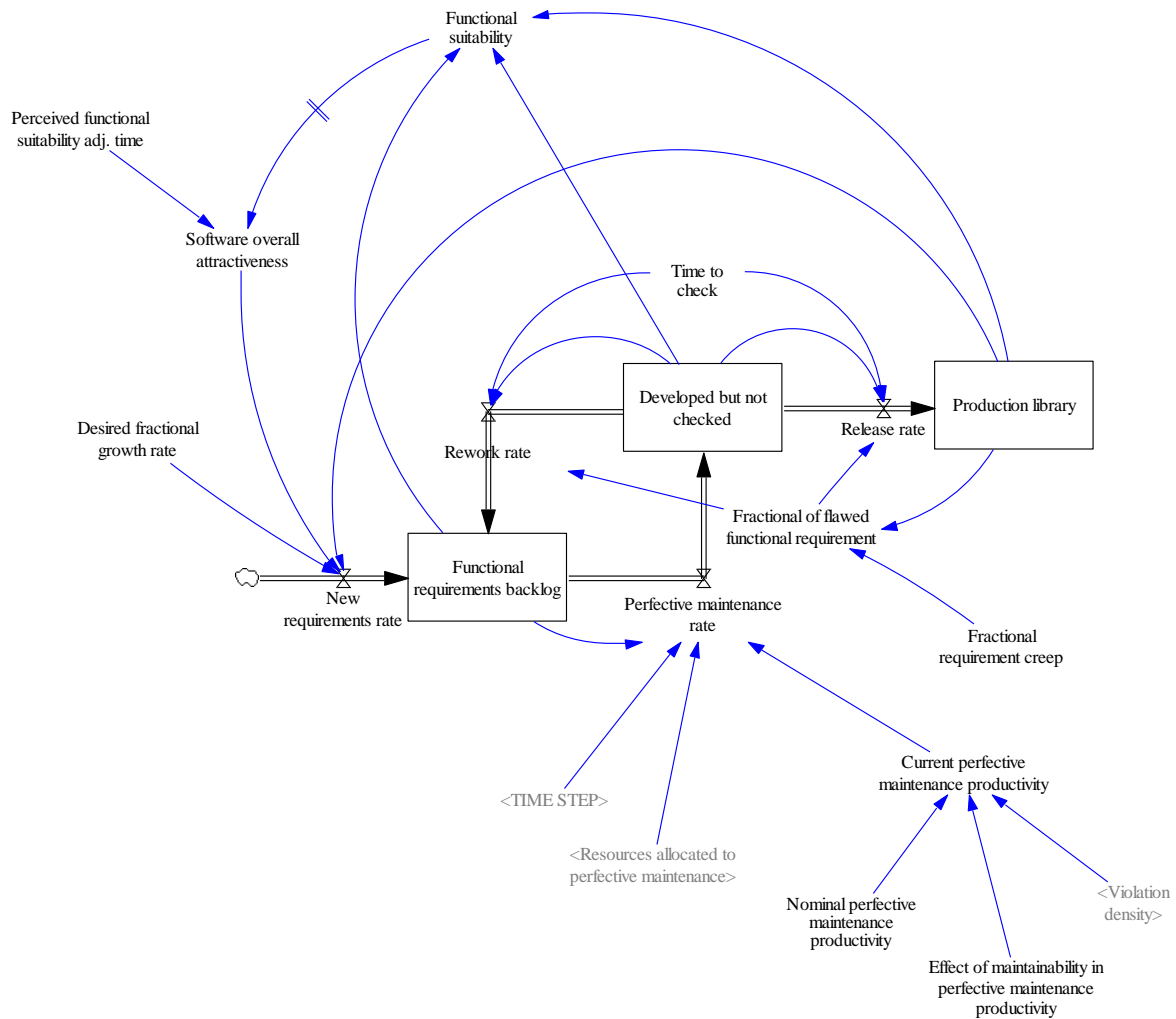 Functional
suitability
Perceived functional
suitability adj. time
Software overall
attractiveness
Time to
check
Developed but not
checked
Production library
Release rate
Desired fractional
growth rate
Rework rate
Fractional of flawed
functional requirement
Functional
requirements backlog
New
requirements rate
Perfective maintenance
rate
Fractional
requirement creep
Current perfective
maintenance productivity
<TIME STEP>
<Resources allocated to
perfective maintenance>
Nominal perfective
maintenance
productivity
<Violation
density>
Effect of maintainability in
perfective maintenance
productivity